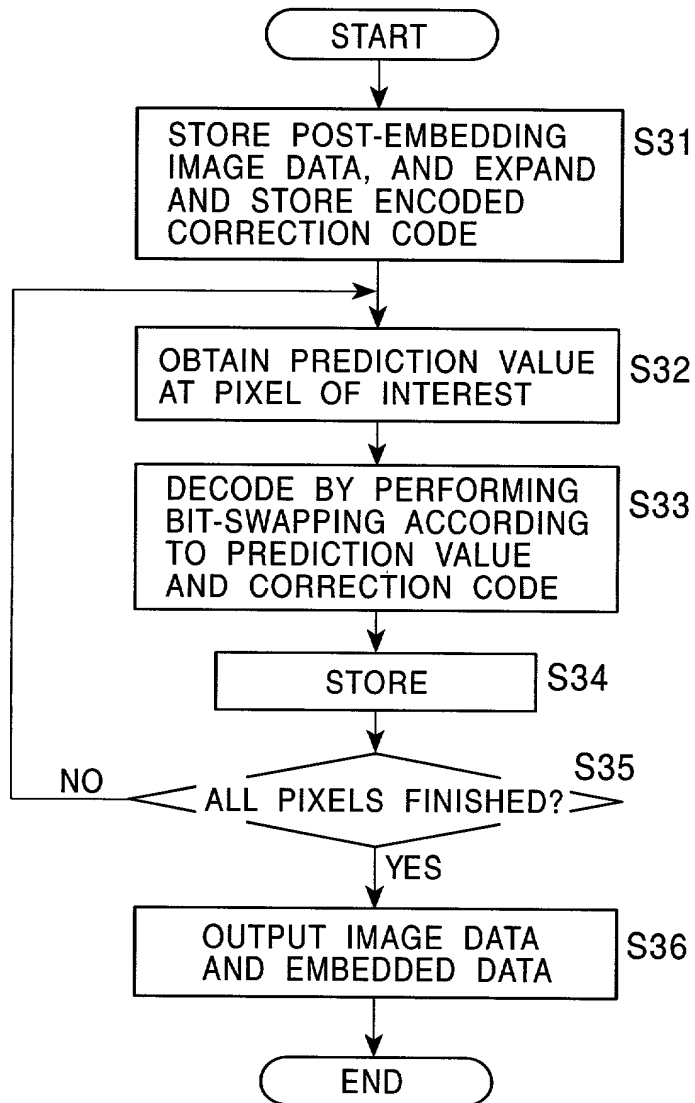 START
STORE POST-EMBEDDING
IMAGE DATA, AND EXPAND
AND STORE ENCODED
CORRECTION CODE
S31
OBTAIN PREDICTION VALUE
AT PIXEL OF INTEREST
S32
DECODE BY PERFORMING
BIT-SWAPPING ACCORDING
TO PREDICTION VALUE
AND CORRECTION CODE
S33
STORE
S34
ALL PIXELS FINISHED?
S35
NO
YES
OUTPUT IMAGE DATA
AND EMBEDDED DATA
S36
END